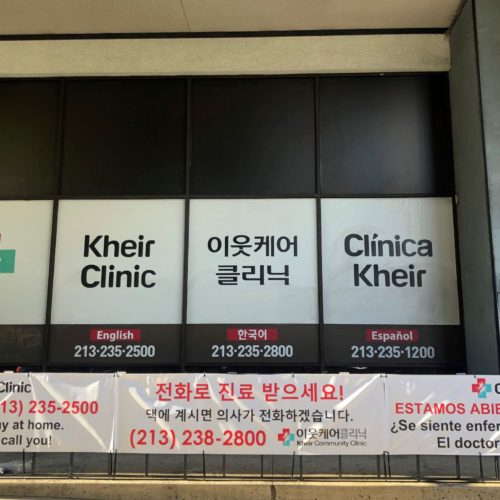 Kheir
Clinic
English
213·235·2500
이웃케어
클리닉
한국어
213·235·2800
Clínica
Kheir
Español
213·235·1200
Clinic
13) 235-2500
at home.
call you!
전화로 진료 받으세요!
댁에 계시면 의사가 전화하겠습니다.
(213) 238-2800
이웃케어클리닉
Kheir Community Clinic
ESTAMOS ABIE
¿Se siente enfer
El doctor